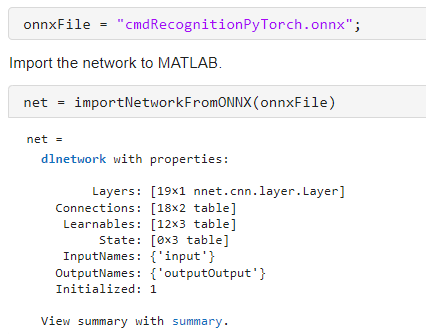 onnxFile = "cmdRecognitionPyTorch.onnx";
Import the network to MATLAB.
net = importNetworkFromONNX(onnxFile)
net =
dlnetwork with properties:
Layers: [19×1 nnet.cnn.layer.Layer]
Connections: [18×2 table]
Learnables: [12×3 table]
State: [0×3 table]
InputNames: {'input'}
OutputNames: {'outputOutput'}
Initialized: 1
View summary with summary.